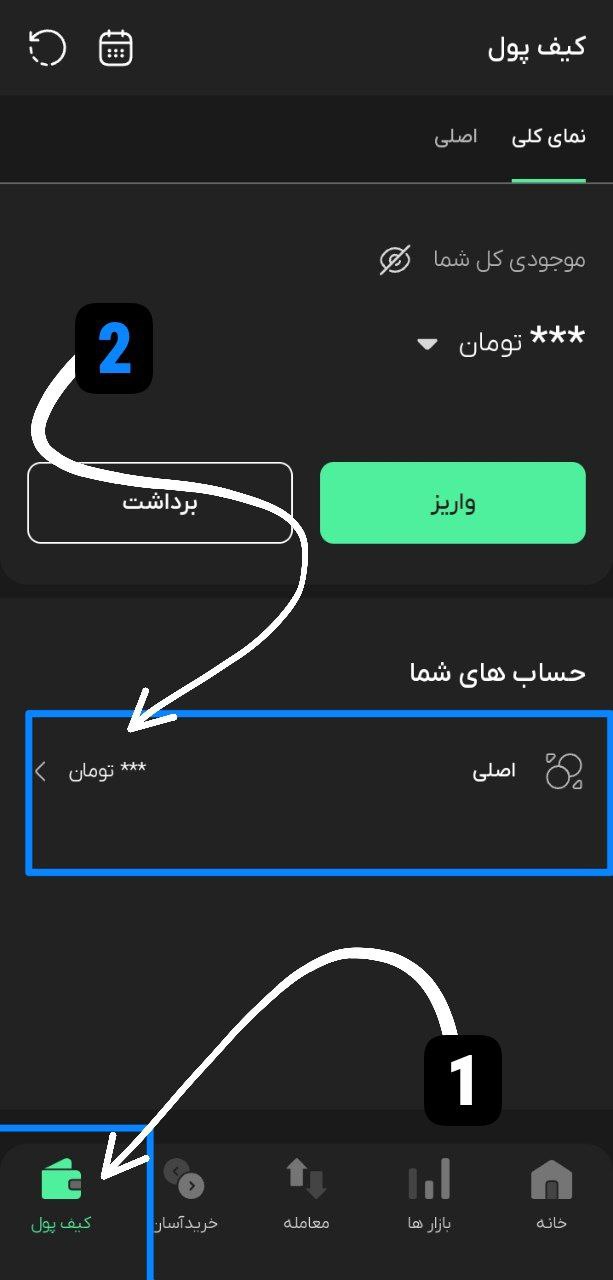 کیف پول
نمای کلی اصلی
موجودی کل شما
*** تومان
2
واریز برداشت
حساب های شما
اصلی *** تومان
1
خانه بازار ها معامله خریدآسان کیف پول